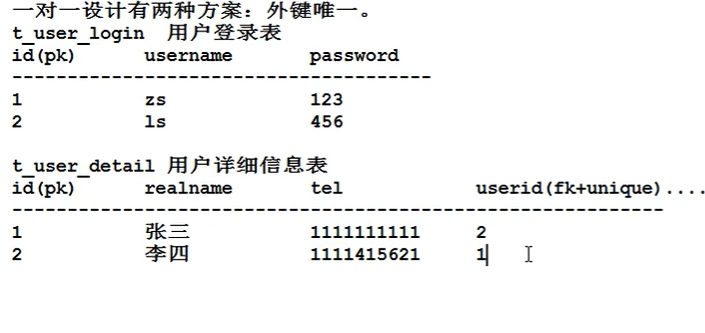 一对一设计有两种方案：外键唯一。
t_user_login 用户登录表
id(pk) username password
--------------------------------------
1 zs 123
2 ls 456
t_user_detail 用户详细信息表
id(pk) realname tel userid(fk+unique)....
-----------------------------------------------------------
1 张三 1111111111 2
2 李四 1111415621 1